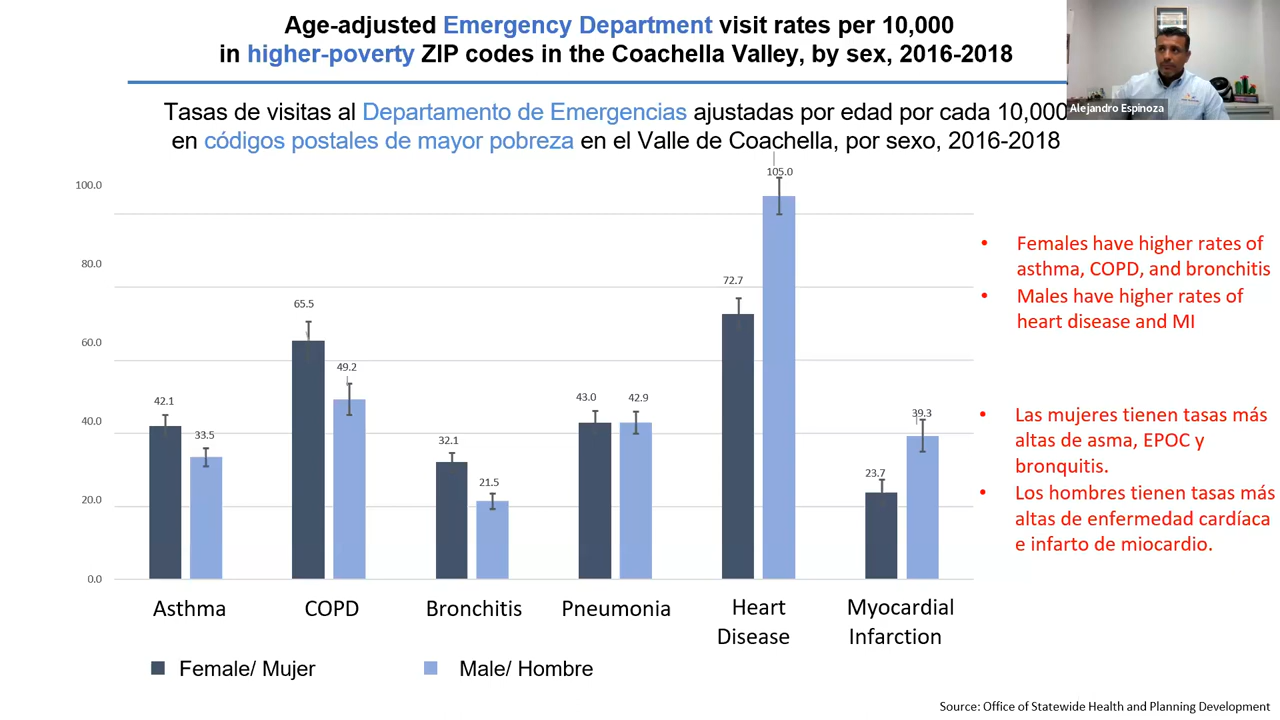 Age-adjusted Emergency Department visit rates per 10,000
in higher-poverty ZIP codes in the Coachella Valley, by sex, 2016-2018
Alejandro Espinoza
Tasas de visitas al Departamento de Emergencias ajustadas por edad por cada 10,000
en códigos postales de mayor pobreza en el Valle de Coachella, por sexo, 2016-2018
100.0
80.0
60.0
40.0
20.0
0.0
42.1
33.5
65.5
49.2
32.1
21.5
43.0
42.9
72.7
105.0
23.7
39.3
Asthma
COPD
Bronchitis
Pneumonia
Heart
Disease
Myocardial
Infarction
Female/ Mujer
Male/ Hombre
• Females have higher rates of
asthma, COPD, and bronchitis
• Males have higher rates of
heart disease and MI
• Las mujeres tienen tasas más
altas de asma, EPOC y
bronquitis.
• Los hombres tienen tasas más
altas de enfermedad cardíaca
e infarto de miocardio.
Source: Office of Statewide Health and Planning Development